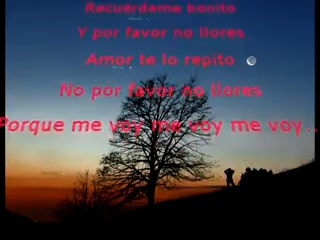 Recuérdame bonito
Y por favor no llores
Amor te lo repito
No por favor no llores
Porque me voy me voy me voy...